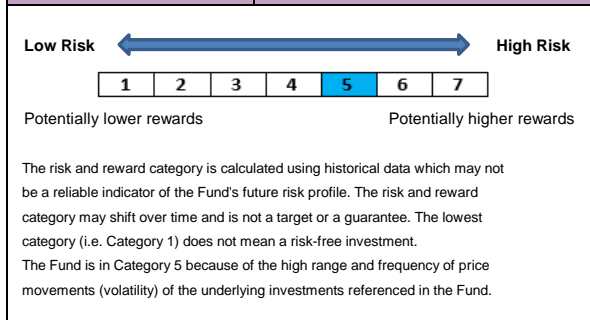 Low Risk High Risk
1 2 3 4 5 6 7
Potentially lower rewards Potentially higher rewards
The risk and reward category is calculated using historical data which may not
be a reliable indicator of the Fund's future risk profile. The risk and reward
category may shift over time and is not a target or a guarantee. The lowest
category (i.e. Category 1) does not mean a risk-free investment.
The Fund is in Category 5 because of the high range and frequency of price
movements (volatility) of the underlying investments referenced in the Fund.